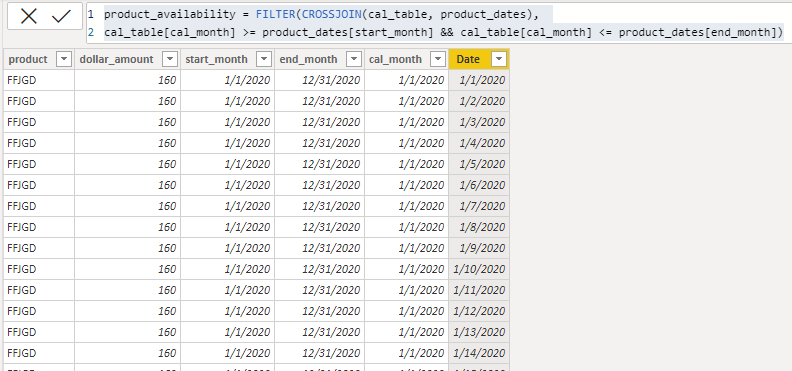 1 product_availability = FILTER(CROSSJOIN(cal_table, product_dates),
2 cal_table[cal_month] >= product_dates[start_month] && cal_table[cal_month] <= product_dates[end_month])
product dollar_amount start_month end_month cal_month Date
FFJGD 160 1/1/2020 12/31/2020 1/1/2020 1/1/2020
FFJGD 160 1/1/2020 12/31/2020 1/1/2020 1/2/2020
FFJGD 160 1/1/2020 12/31/2020 1/1/2020 1/3/2020
FFJGD 160 1/1/2020 12/31/2020 1/1/2020 1/4/2020
FFJGD 160 1/1/2020 12/31/2020 1/1/2020 1/5/2020
FFJGD 160 1/1/2020 12/31/2020 1/1/2020 1/6/2020
FFJGD 160 1/1/2020 12/31/2020 1/1/2020 1/7/2020
FFJGD 160 1/1/2020 12/31/2020 1/1/2020 1/8/2020
FFJGD 160 1/1/2020 12/31/2020 1/1/2020 1/9/2020
FFJGD 160 1/1/2020 12/31/2020 1/1/2020 1/10/2020
FFJGD 160 1/1/2020 12/31/2020 1/1/2020 1/11/2020
FFJGD 160 1/1/2020 12/31/2020 1/1/2020 1/12/2020
FFJGD 160 1/1/2020 12/31/2020 1/1/2020 1/13/2020
FFJGD 160 1/1/2020 12/31/2020 1/1/2020 1/14/2020